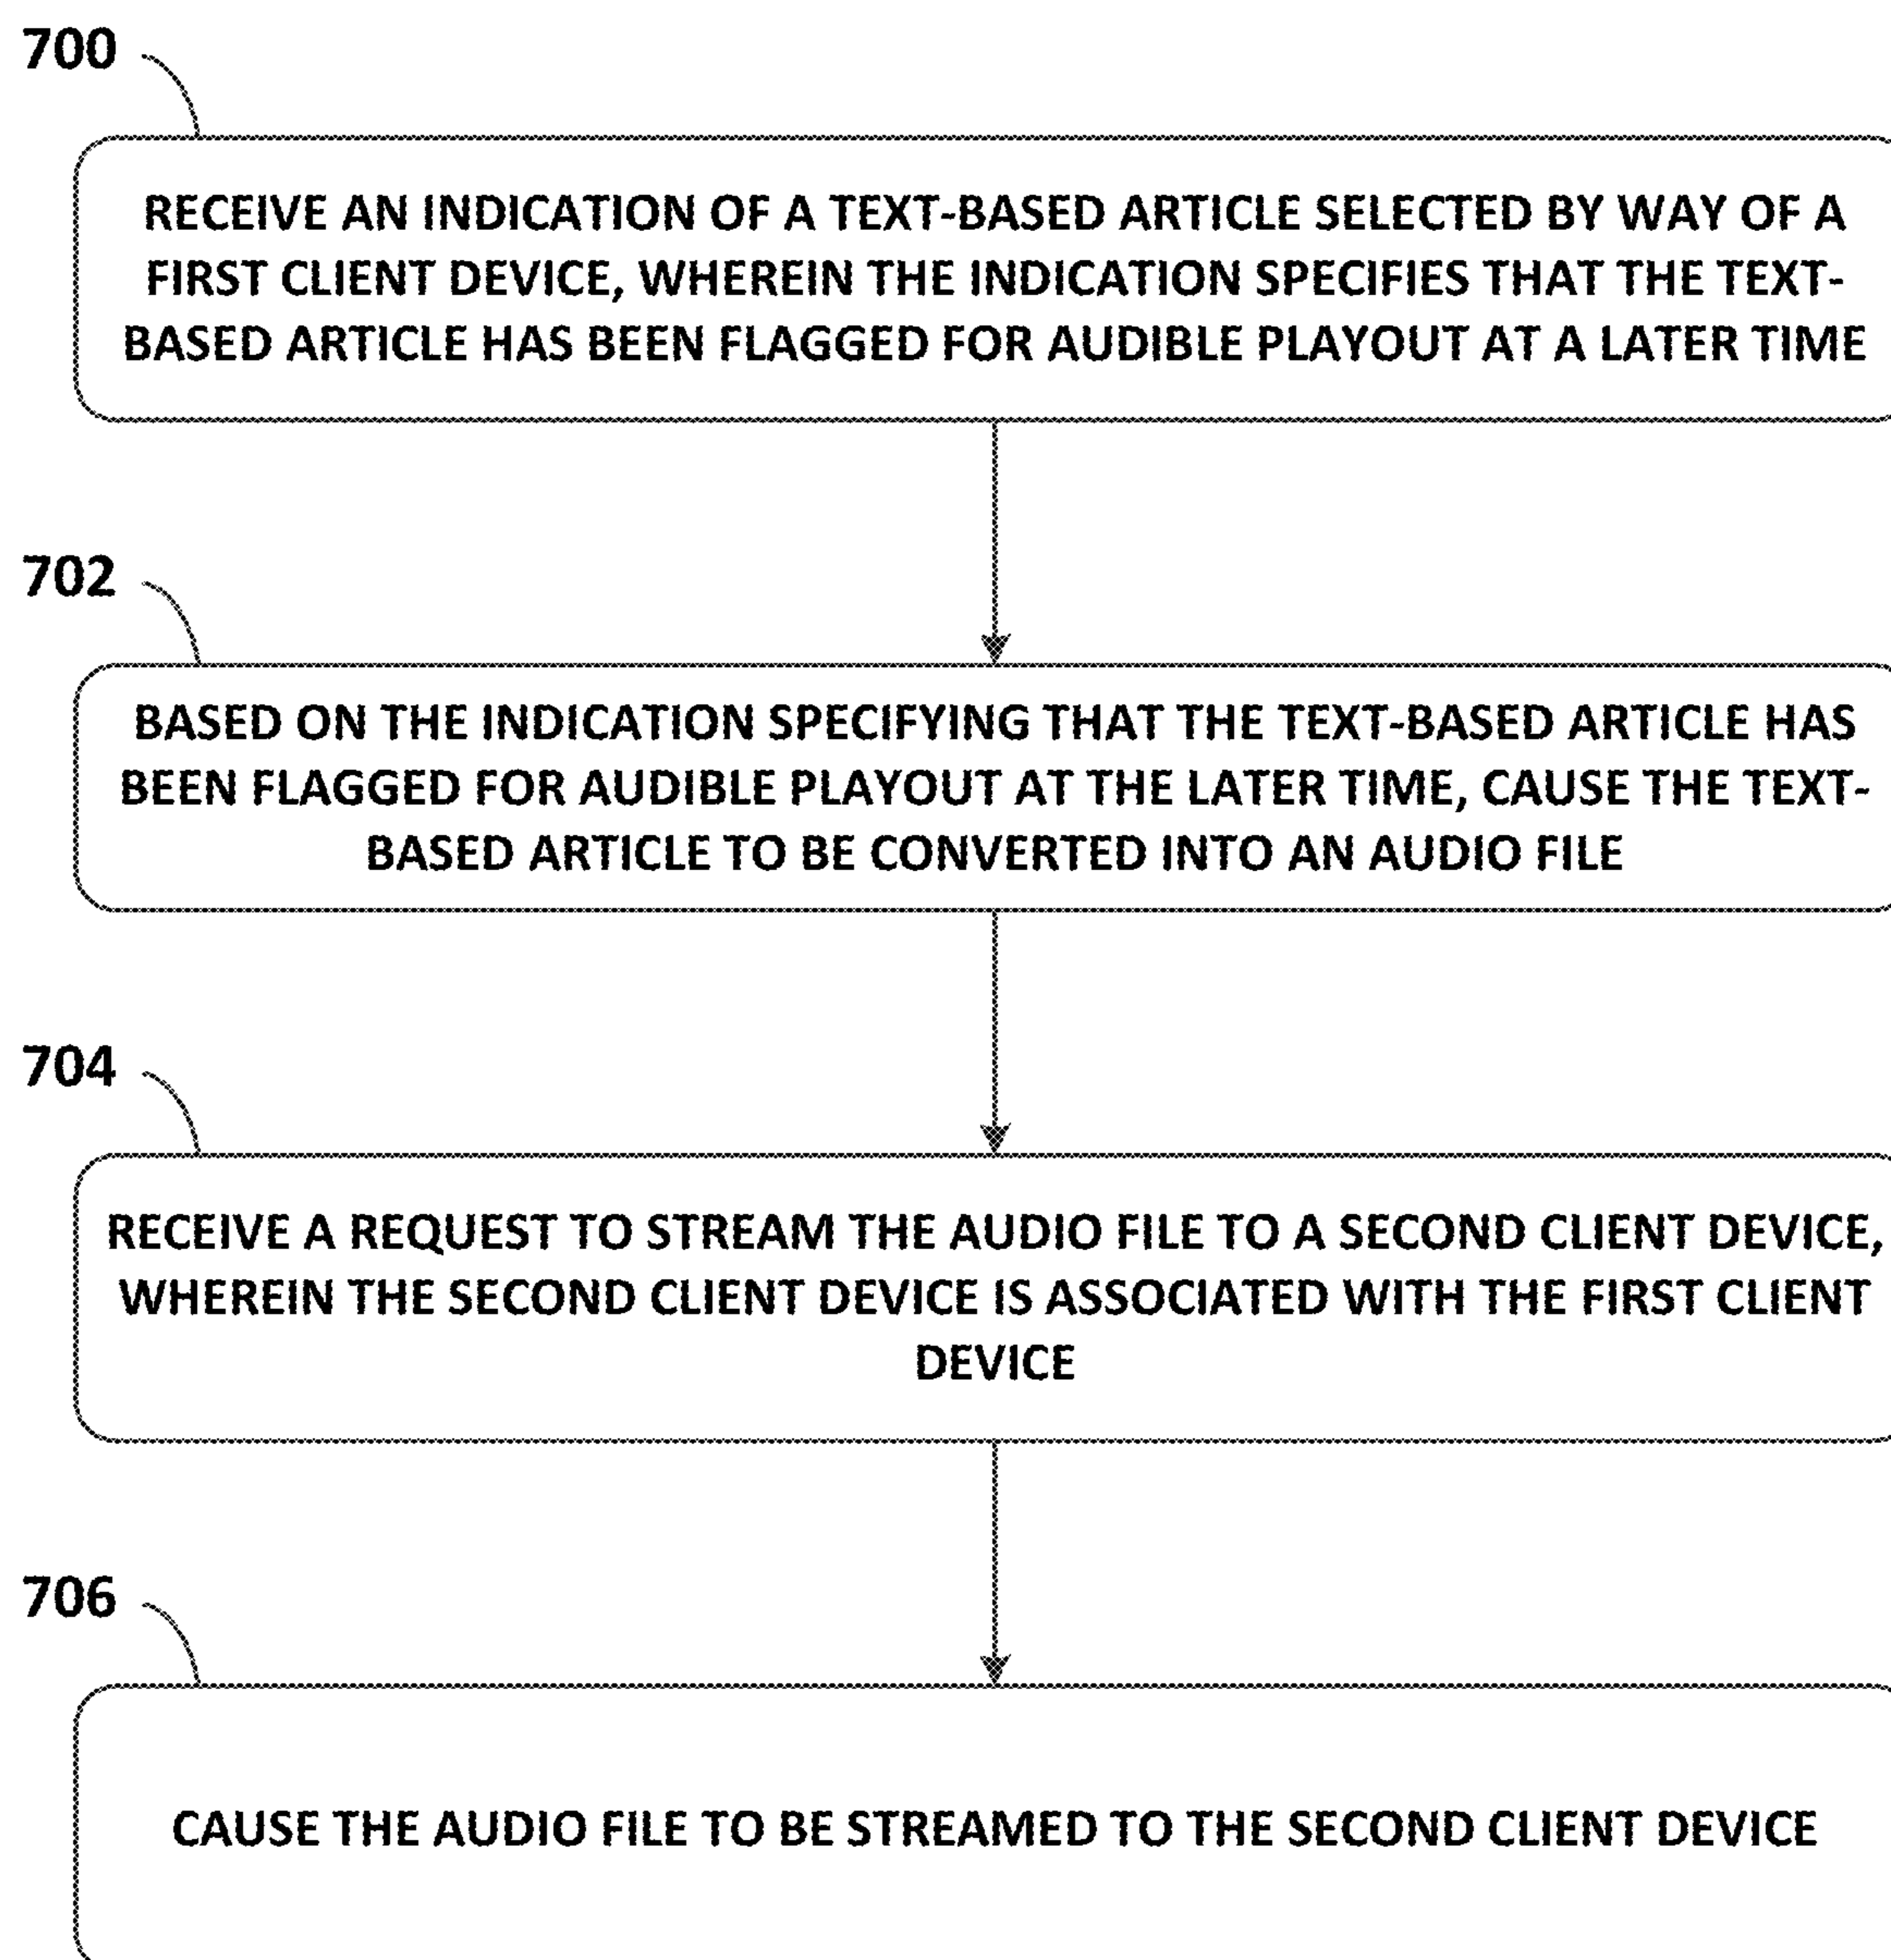 700
RECEIVE AN INDICATION OF A TEXT-BASED ARTICLE SELECTED BY WAY OF A
FIRST CLIENT DEVICE, WHEREIN THE INDICATION SPECIFIES THAT THE TEXT-
BASED ARTICLE HAS BEEN FLAGGED FOR AUDIBLE PLAYOUT AT A LATER TIME
702
BASED ON THE INDICATION SPECIFYING THAT THE TEXT-BASED ARTICLE HAS
BEEN FLAGGED FOR AUDIBLE PLAYOUT AT THE LATER TIME, CAUSE THE TEXT-
BASED ARTICLE TO BE CONVERTED INTO AN AUDIO FILE
704
RECEIVE A REQUEST TO STREAM THE AUDIO FILE TO A SECOND CLIENT DEVICE,
WHEREIN THE SECOND CLIENT DEVICE IS ASSOCIATED WITH THE FIRST CLIENT
DEVICE
706
CAUSE THE AUDIO FILE TO BE STREAMED TO THE SECOND CLIENT DEVICE